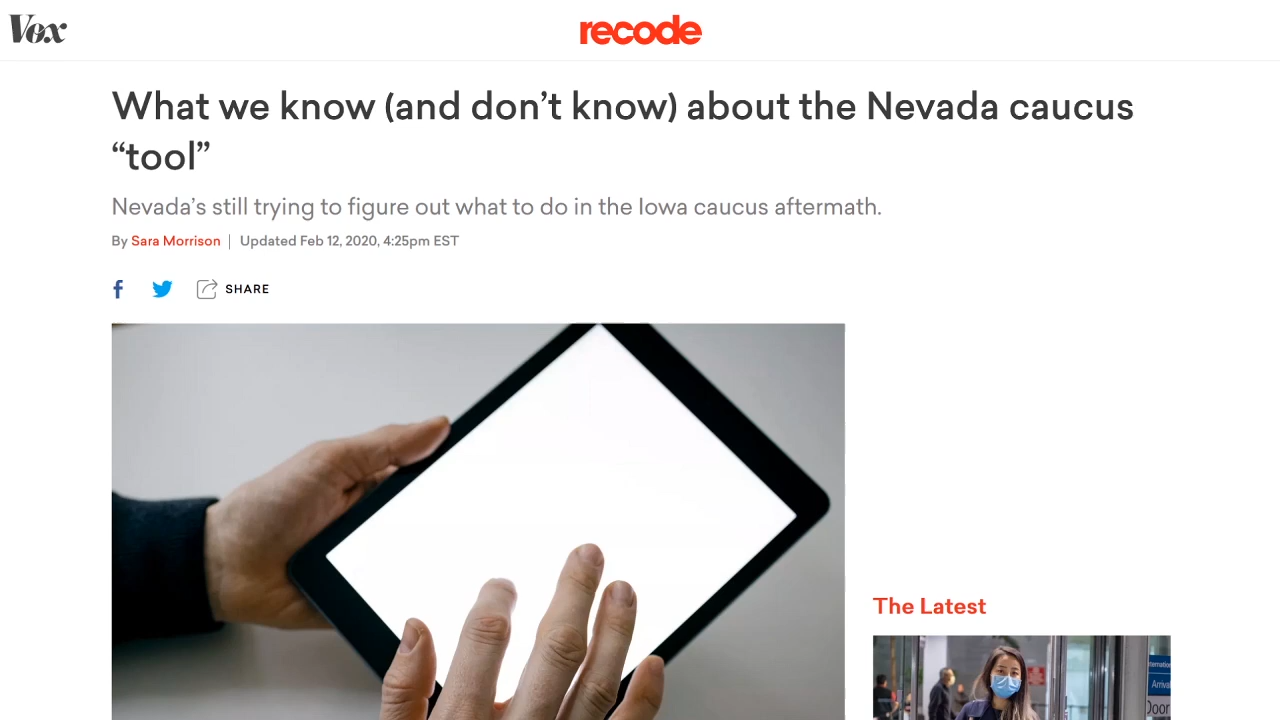 Vox
recode
What we know (and don’t know) about the Nevada caucus
“tool”
Nevada’s still trying to figure out what to do in the Iowa caucus aftermath.
By Sara Morrison | Updated Feb 12, 2020, 4:25pm EST
SHARE
The Latest
Arrival
Door